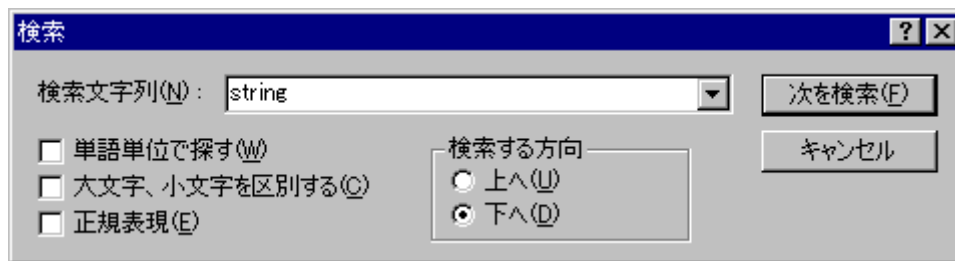 検索
検索文字列(N)： string
次を検索(F)
単語単位で探す(W)
大文字、小文字を区別する(C)
正規表現(E)
検索する方向
上へ(U)
下へ(D)
キャンセル